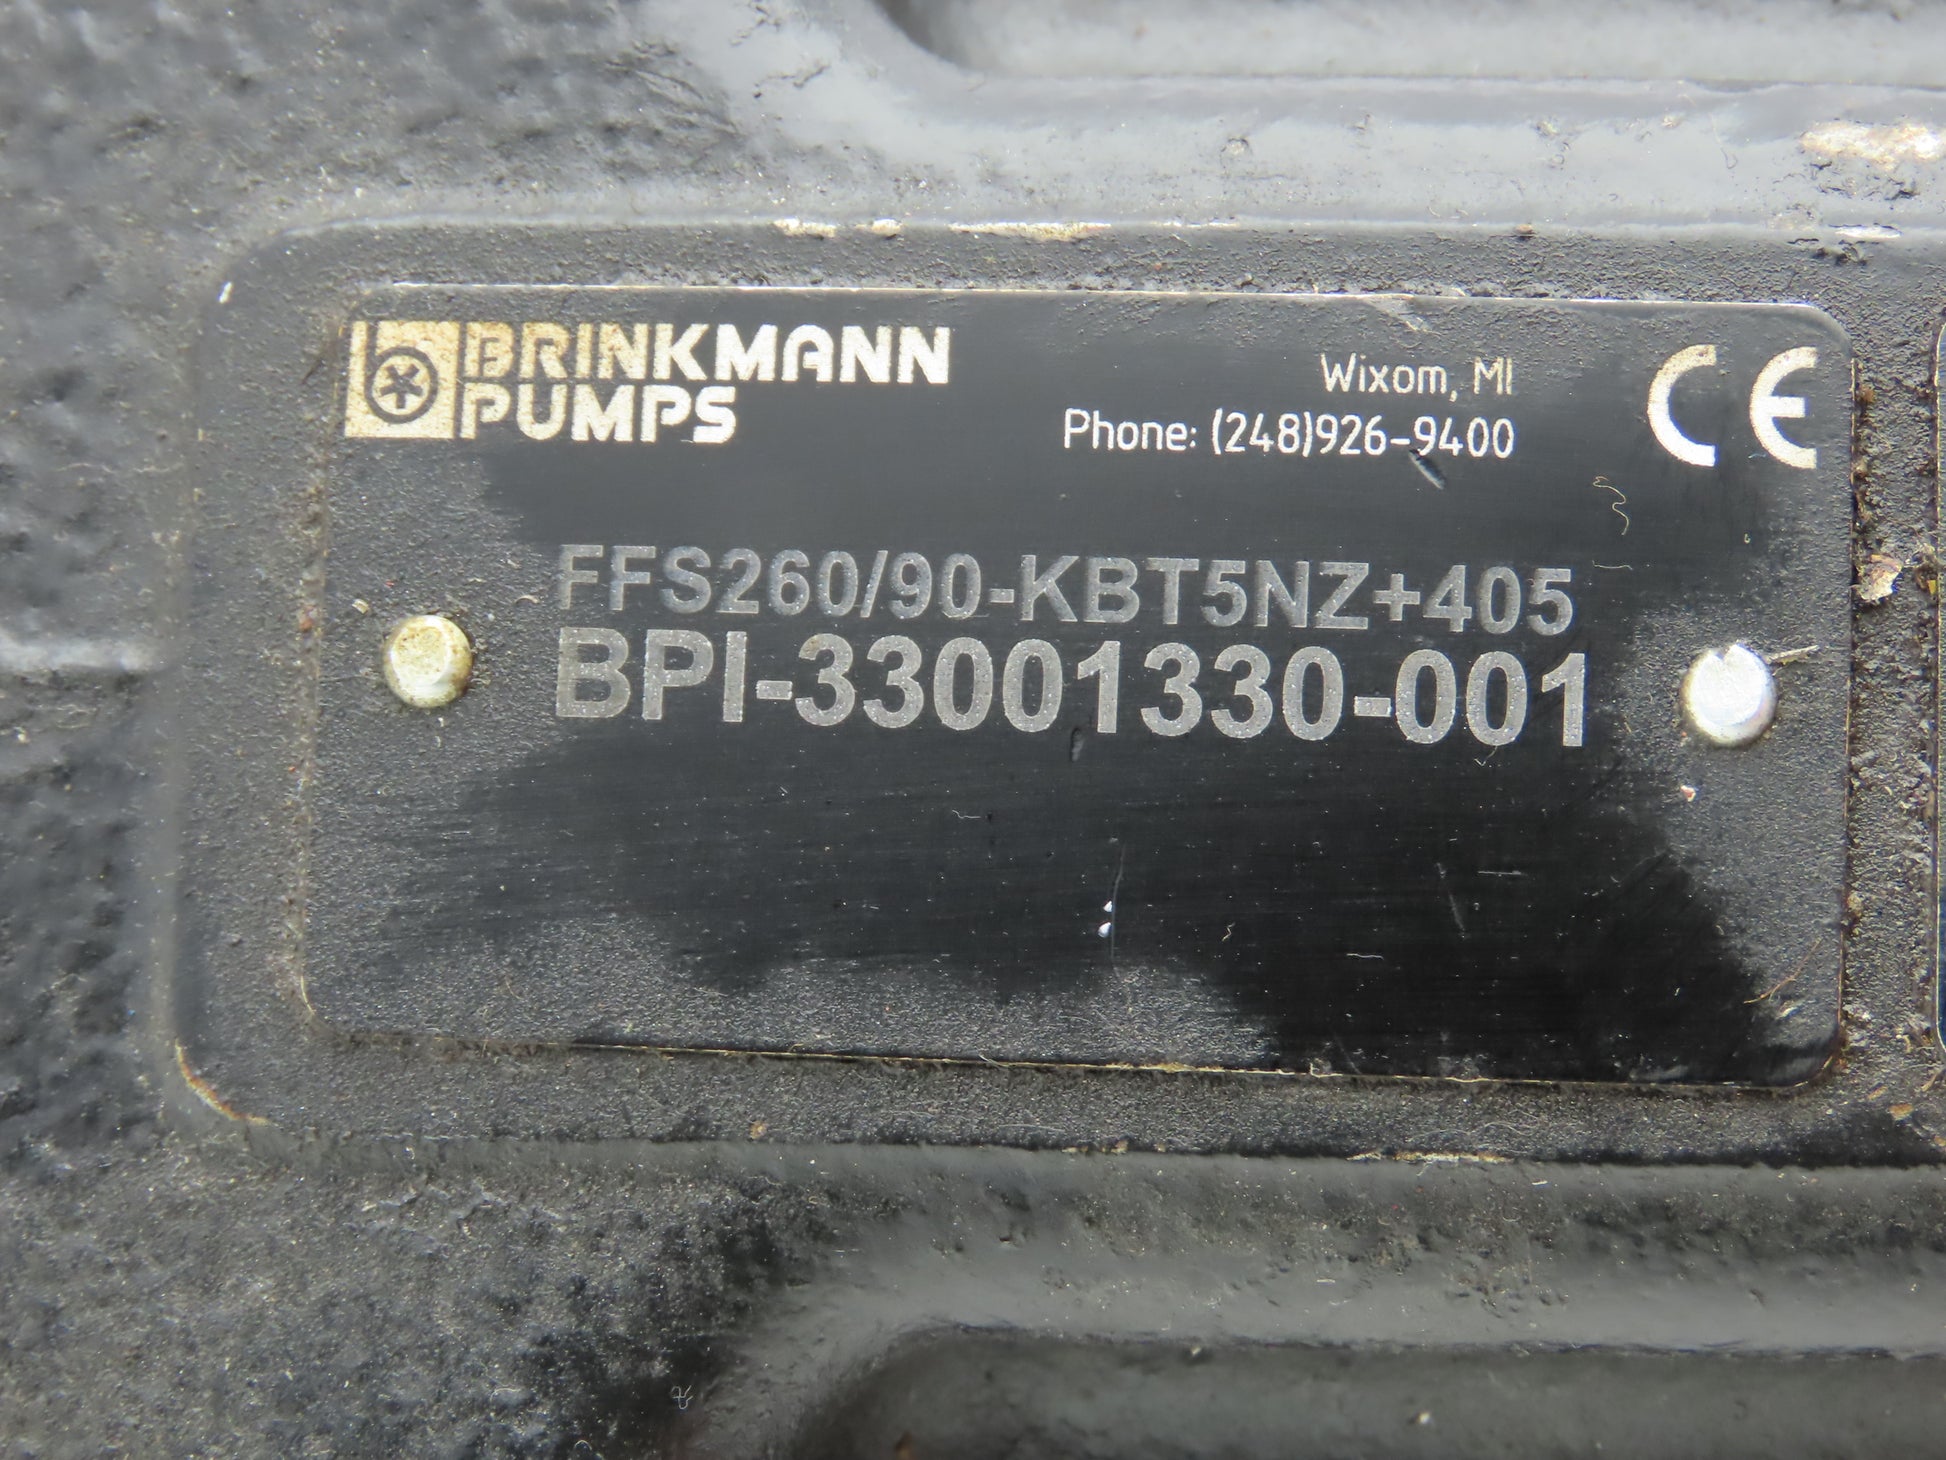 BRINKMANN
PUMPS
Wixom, MI
Phone: (248)926-9400
CE
FFS260/90-KBT5NZ+405
BPI-33001330-001